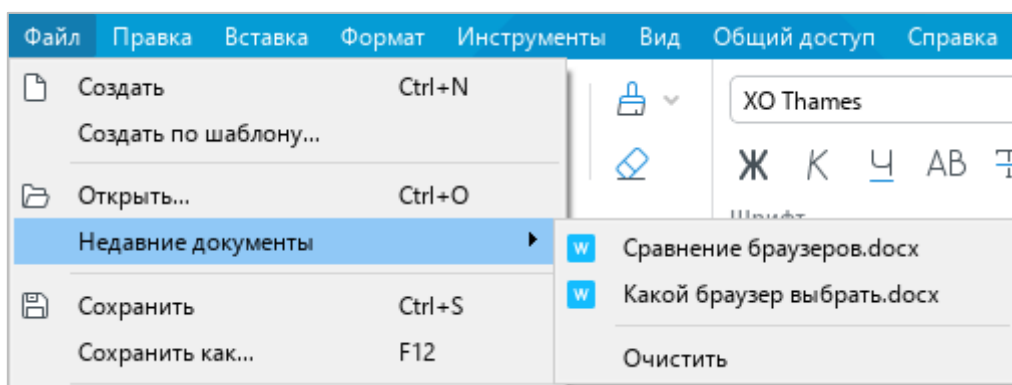 Файл Правка Вставка Формат Инструменты Вид Общий доступ Справка
Создать Ctrl+N
XO Thames
Создать по шаблону...
Ж К Ч АВ
Открыть... Ctrl+O
Шрифт
Недавние документы
Сравнение браузеров.docx
Какой браузер выбрать.docx
Сохранить Ctrl+S
Сохранить как... F12
Очистить